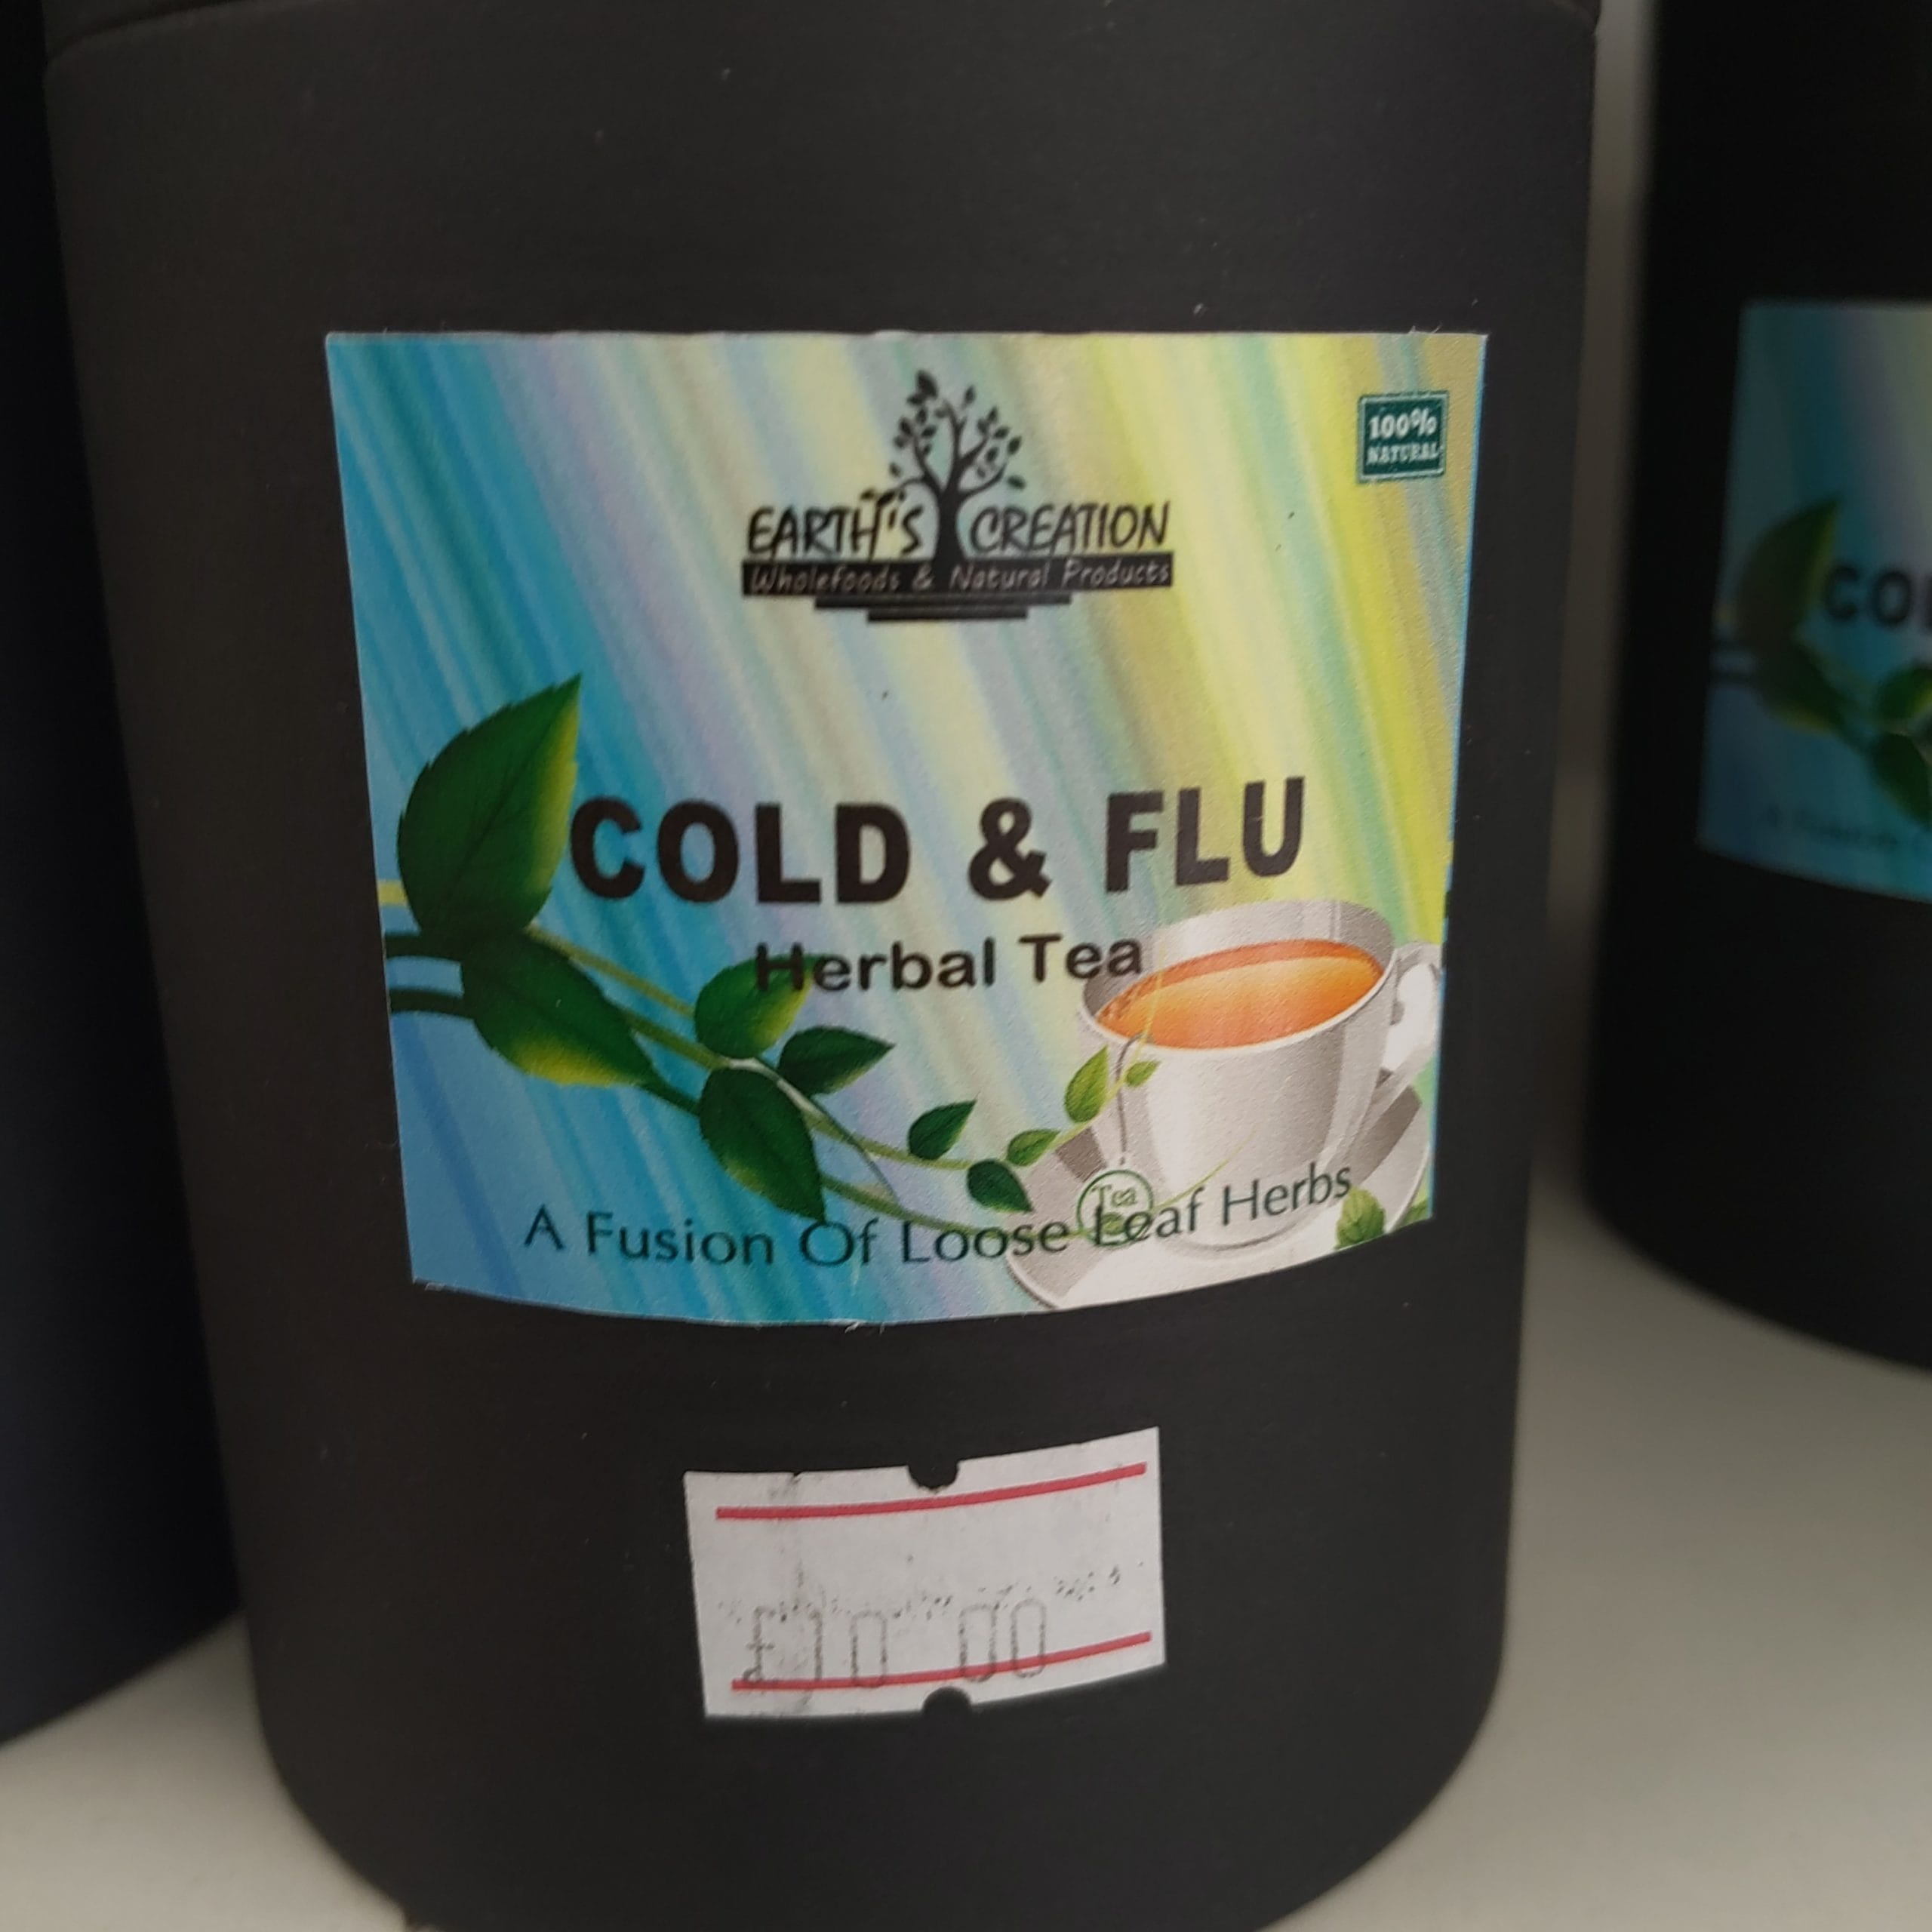 EARTH'S CREATION
Wholefoods & Natural Products
100%
NATURAL
COLD & FLU
Herbal Tea
Tea
A Fusion Of Loose Leaf Herbs
£10 00
COL